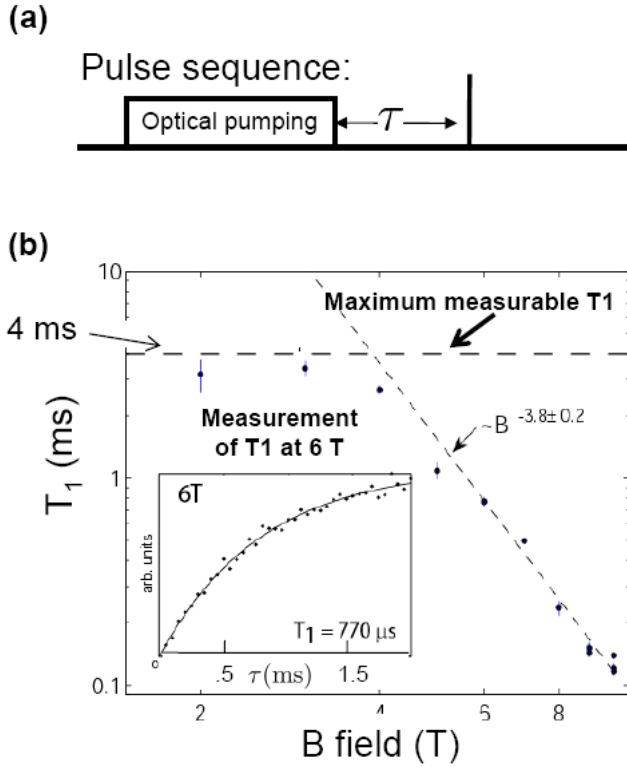 (a)
Pulse sequence:
Optical pumping
τ
(b)
10
Maximum measurable T1
4 ms
~B -3.8± 0.2
Measurement
of T1 at 6 T
T1 (ms)
1
6T
arb. units
T1 = 770 μs
0
.5
1.5
τ(ms)
0.1
2
4
6
8
B field (T)